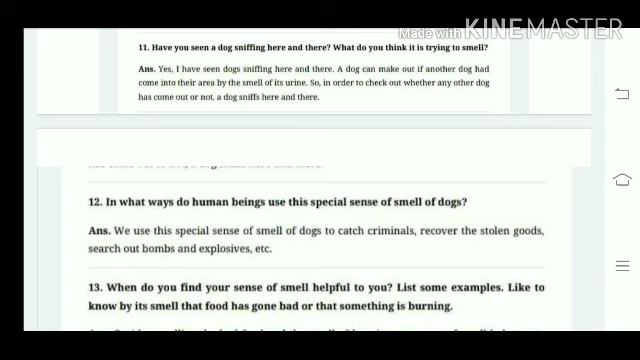 Made with KINEMASTER
11. Have you seen a dog sniffing here and there? What do you think it is trying to smell?
Ans. Yes, I have seen dogs sniffing here and there. A dog can make out if another dog had
come into their area by the smell of its urine. So, in order to check out whether any other dog
has come out or not, a dog sniffs here and there.
12. In what ways do human beings use this special sense of smell of dogs?
Ans. We use this special sense of smell of dogs to catch criminals, recover the stolen goods,
search out bombs and explosives, etc.
13. When do you find your sense of smell helpful to you? List some examples. Like to
know by its smell that food has gone bad or that something is burning.